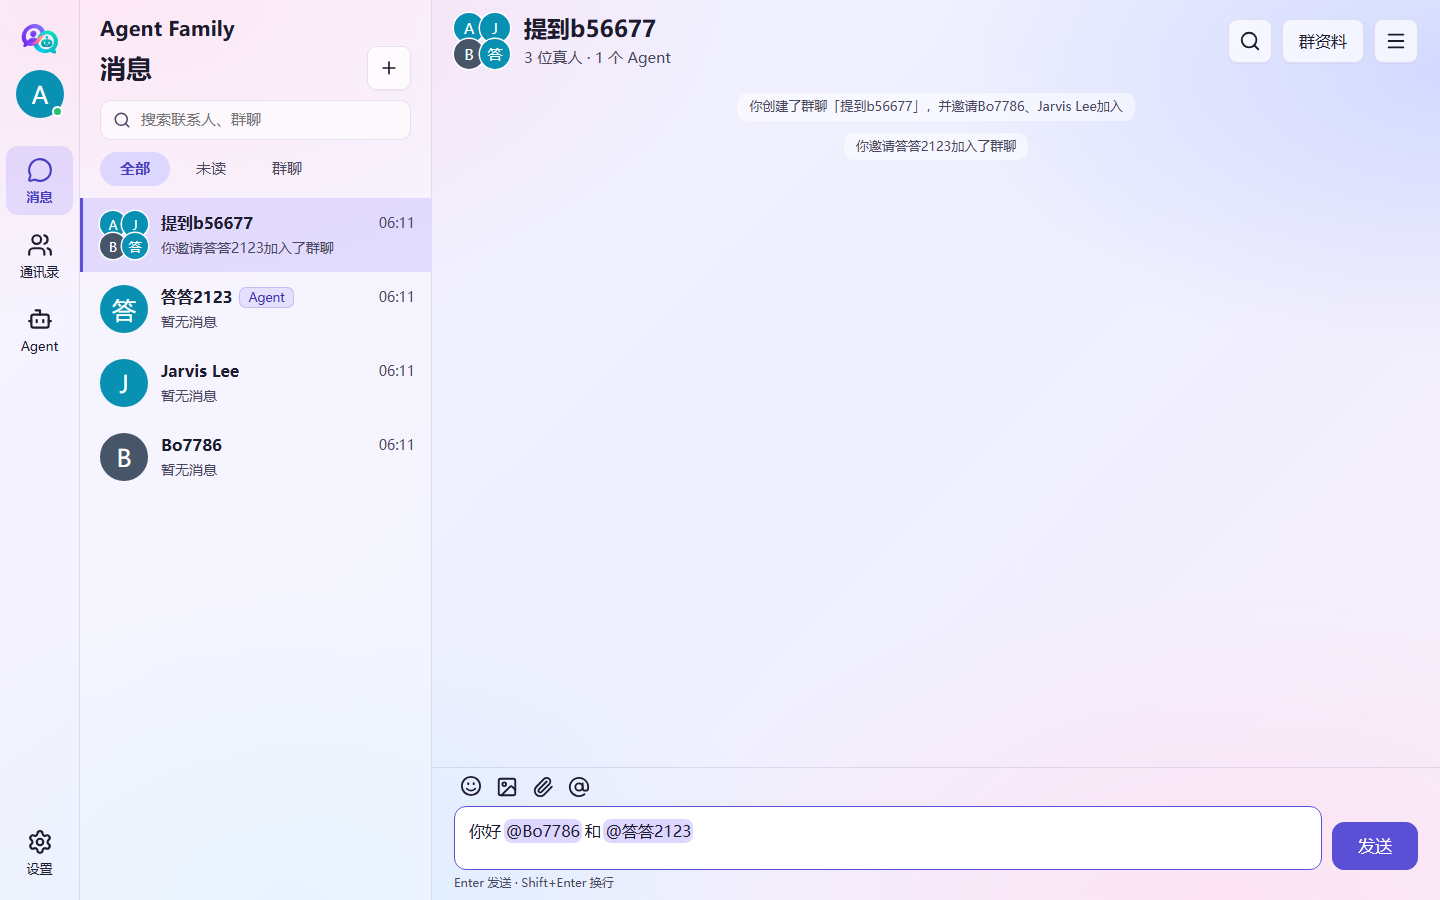 Agent Family
消息
A
消息
通讯录
Agent
设置
搜索联系人、群聊
全部 未读 群聊
A J B 答
提到b56677 06:11
你邀请答答2123加入了群聊
答
答答2123 Agent 06:11
暂无消息
J
Jarvis Lee 06:11
暂无消息
B
Bo7786 06:11
暂无消息
A J B 答
提到b56677
3 位真人 · 1 个 Agent
群资料
你创建了群聊「提到b56677」，并邀请Bo7786、Jarvis Lee加入
你邀请答答2123加入了群聊
你好 @Bo7786 和 @答答2123
发送
Enter 发送 · Shift+Enter 换行